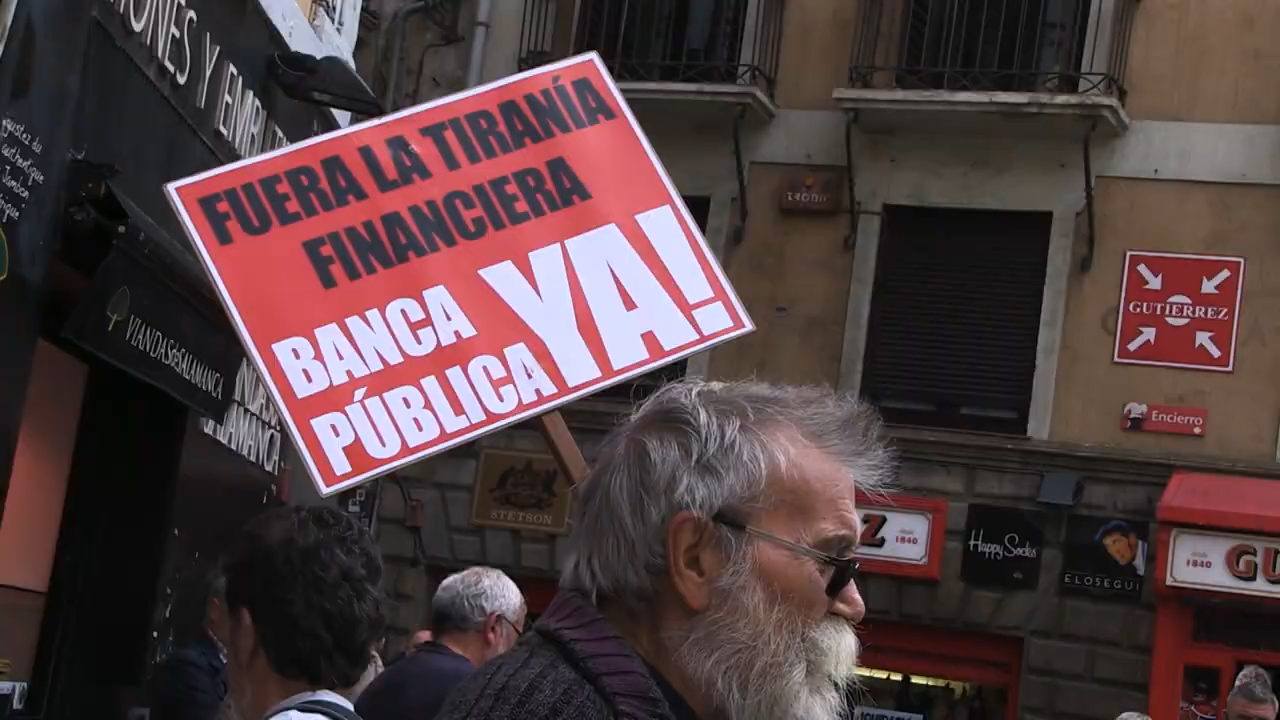 FUERA LA TIRANÍA
FINANCIERA
BANCA
PÚBLICA
YA!
VIANDAS de SALAMANCA
SALAMANCA
STETSON
GUTIERREZ
Encierro
Z
1840
Happy Socks
ELOSEGUI
1840
GU